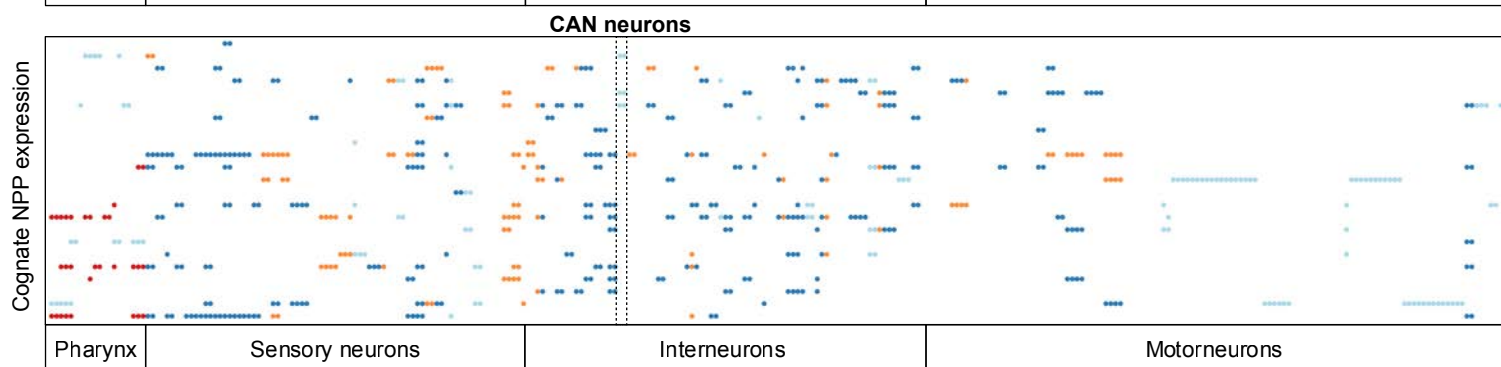 CAN neurons
Cognate NPP expression
Pharynx
Sensory neurons
Interneurons
Motorneurons